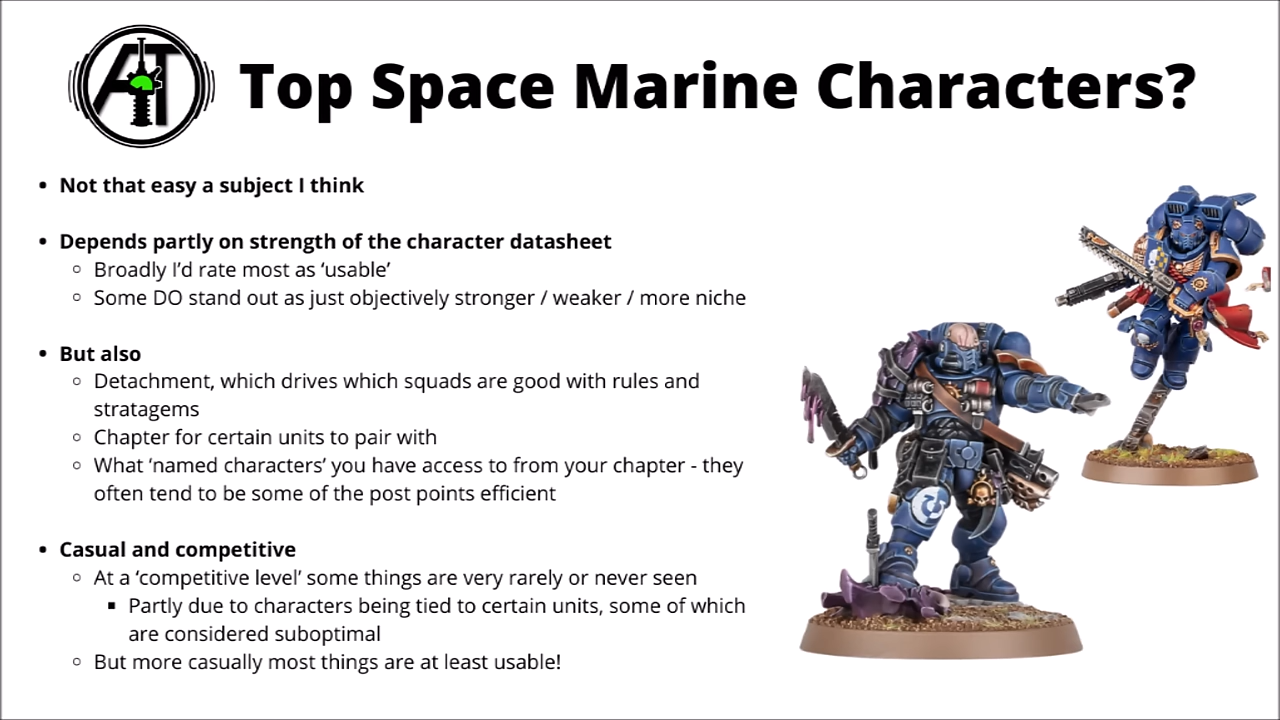 AT
Top Space Marine Characters?
• Not that easy a subject I think
• Depends partly on strength of the character datasheet
◦ Broadly I'd rate most as 'usable'
◦ Some DO stand out as just objectively stronger / weaker / more niche
• But also
◦ Detachment, which drives which squads are good with rules and
stratagems
◦ Chapter for certain units to pair with
◦ What 'named characters' you have access to from your chapter - they
often tend to be some of the post points efficient
• Casual and competitive
◦ At a 'competitive level' some things are very rarely or never seen
▪ Partly due to characters being tied to certain units, some of which
are considered suboptimal
◦ But more casually most things are at least usable!